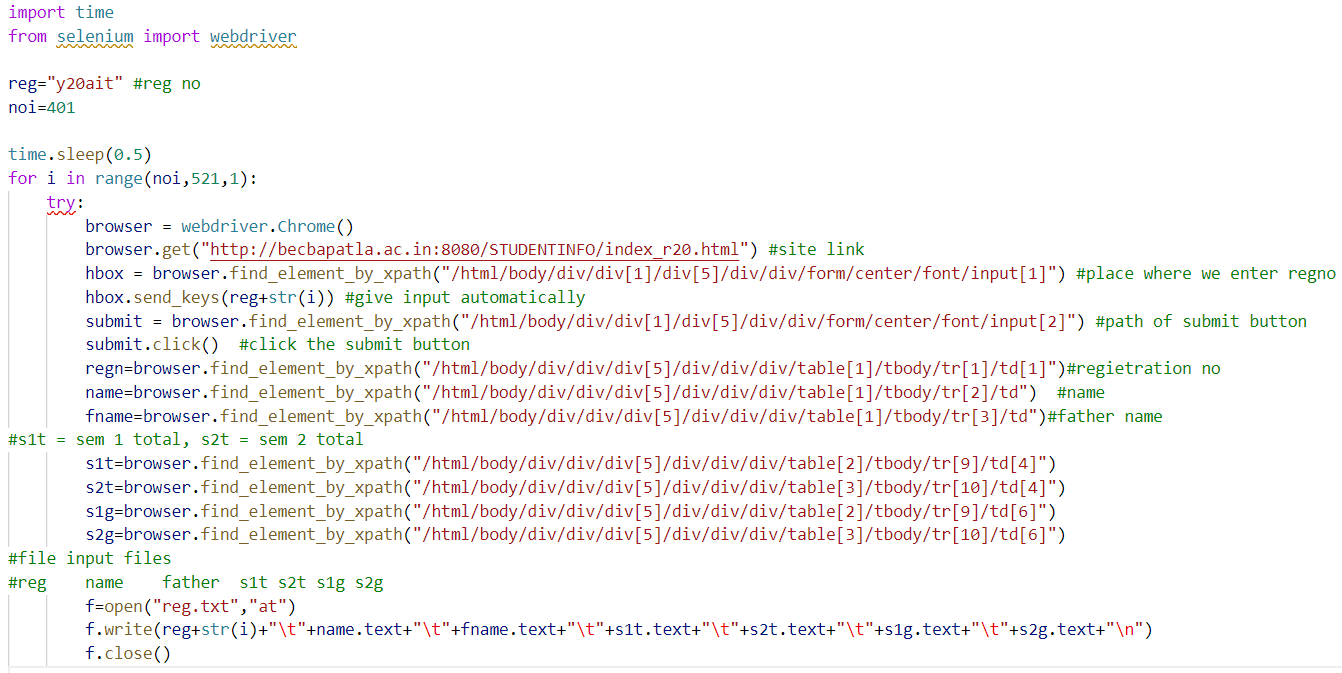 import time
from selenium import webdriver
reg="y20ait" #reg no
noi=401
time.sleep(0.5)
for i in range(noi,521,1):
    try:
        browser = webdriver.Chrome()
        browser.get("http://becbapatla.ac.in:8080/STUDENTINFO/index_r20.html") #site link
        hbox = browser.find_element_by_xpath("/html/body/div/div[1]/div[5]/div/div/form/center/font/input[1]") #place where we enter regno
        hbox.send_keys(reg+str(i)) #give input automatically
        submit = browser.find_element_by_xpath("/html/body/div/div[1]/div[5]/div/div/form/center/font/input[2]") #path of submit button
        submit.click()  #click the submit button
        regn=browser.find_element_by_xpath("/html/body/div/div/div[5]/div/div/div/table[1]/tbody/tr[1]/td[1]")#regietration no
        name=browser.find_element_by_xpath("/html/body/div/div/div[5]/div/div/div/table[1]/tbody/tr[2]/td")  #name
        fname=browser.find_element_by_xpath("/html/body/div/div/div[5]/div/div/div/table[1]/tbody/tr[3]/td")#father name
#s1t = sem 1 total, s2t = sem 2 total
        s1t=browser.find_element_by_xpath("/html/body/div/div/div[5]/div/div/div/table[2]/tbody/tr[9]/td[4]")
        s2t=browser.find_element_by_xpath("/html/body/div/div/div[5]/div/div/div/table[3]/tbody/tr[10]/td[4]")
        s1g=browser.find_element_by_xpath("/html/body/div/div/div[5]/div/div/div/table[2]/tbody/tr[9]/td[6]")
        s2g=browser.find_element_by_xpath("/html/body/div/div/div[5]/div/div/div/table[3]/tbody/tr[10]/td[6]")
#file input files
#reg    name    father  s1t s2t s1g s2g
        f=open("reg.txt","at")
        f.write(reg+str(i)+"\t"+name.text+"\t"+fname.text+"\t"+s1t.text+"\t"+s2t.text+"\t"+s1g.text+"\t"+s2g.text+"\n")
        f.close()